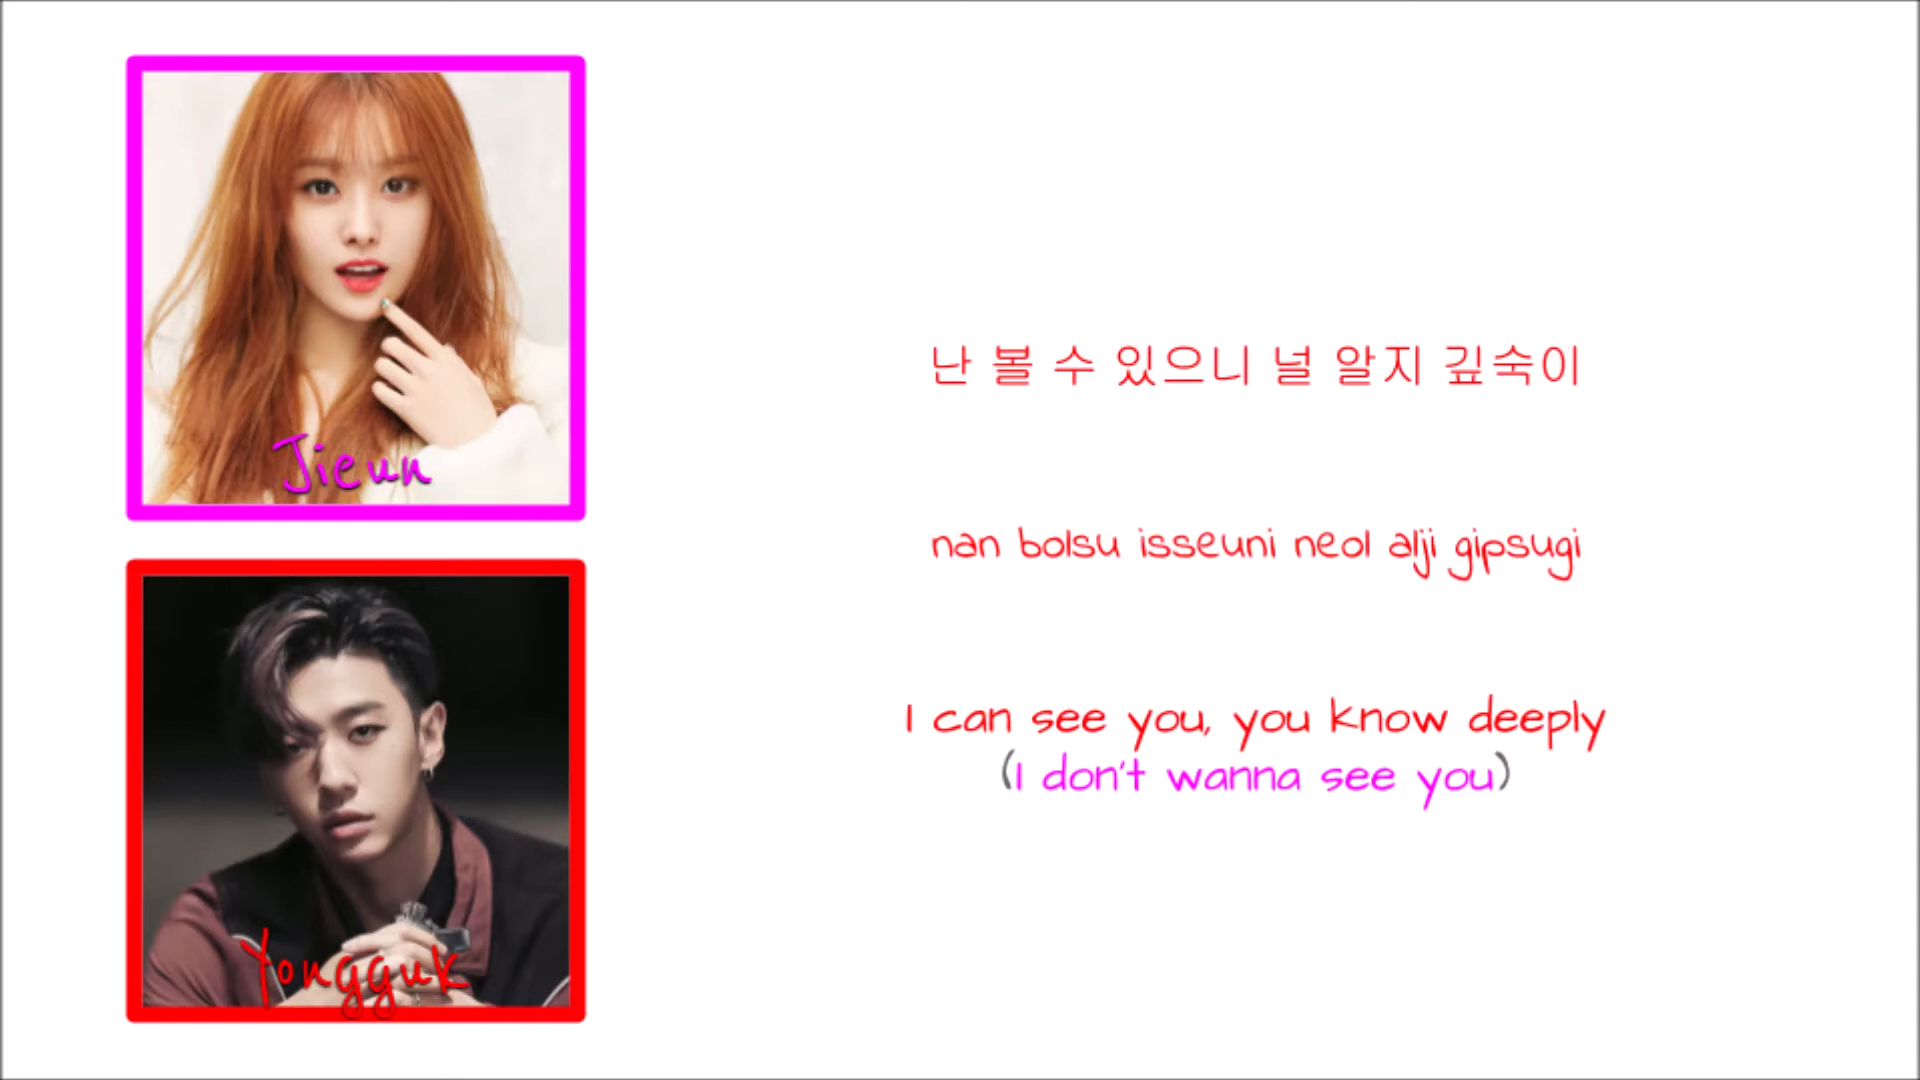 Jieun
Yongguk
난 볼 수 있으니 널 알지 깊숙이
nan bolsu isseuni neol alji gipsugi
I can see you, you know deeply
(I don't wanna see you)